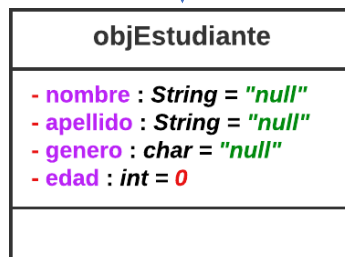 objEstudiante
- nombre : String = "null"
- apellido : String = "null"
- genero : char = "null"
- edad : int = 0